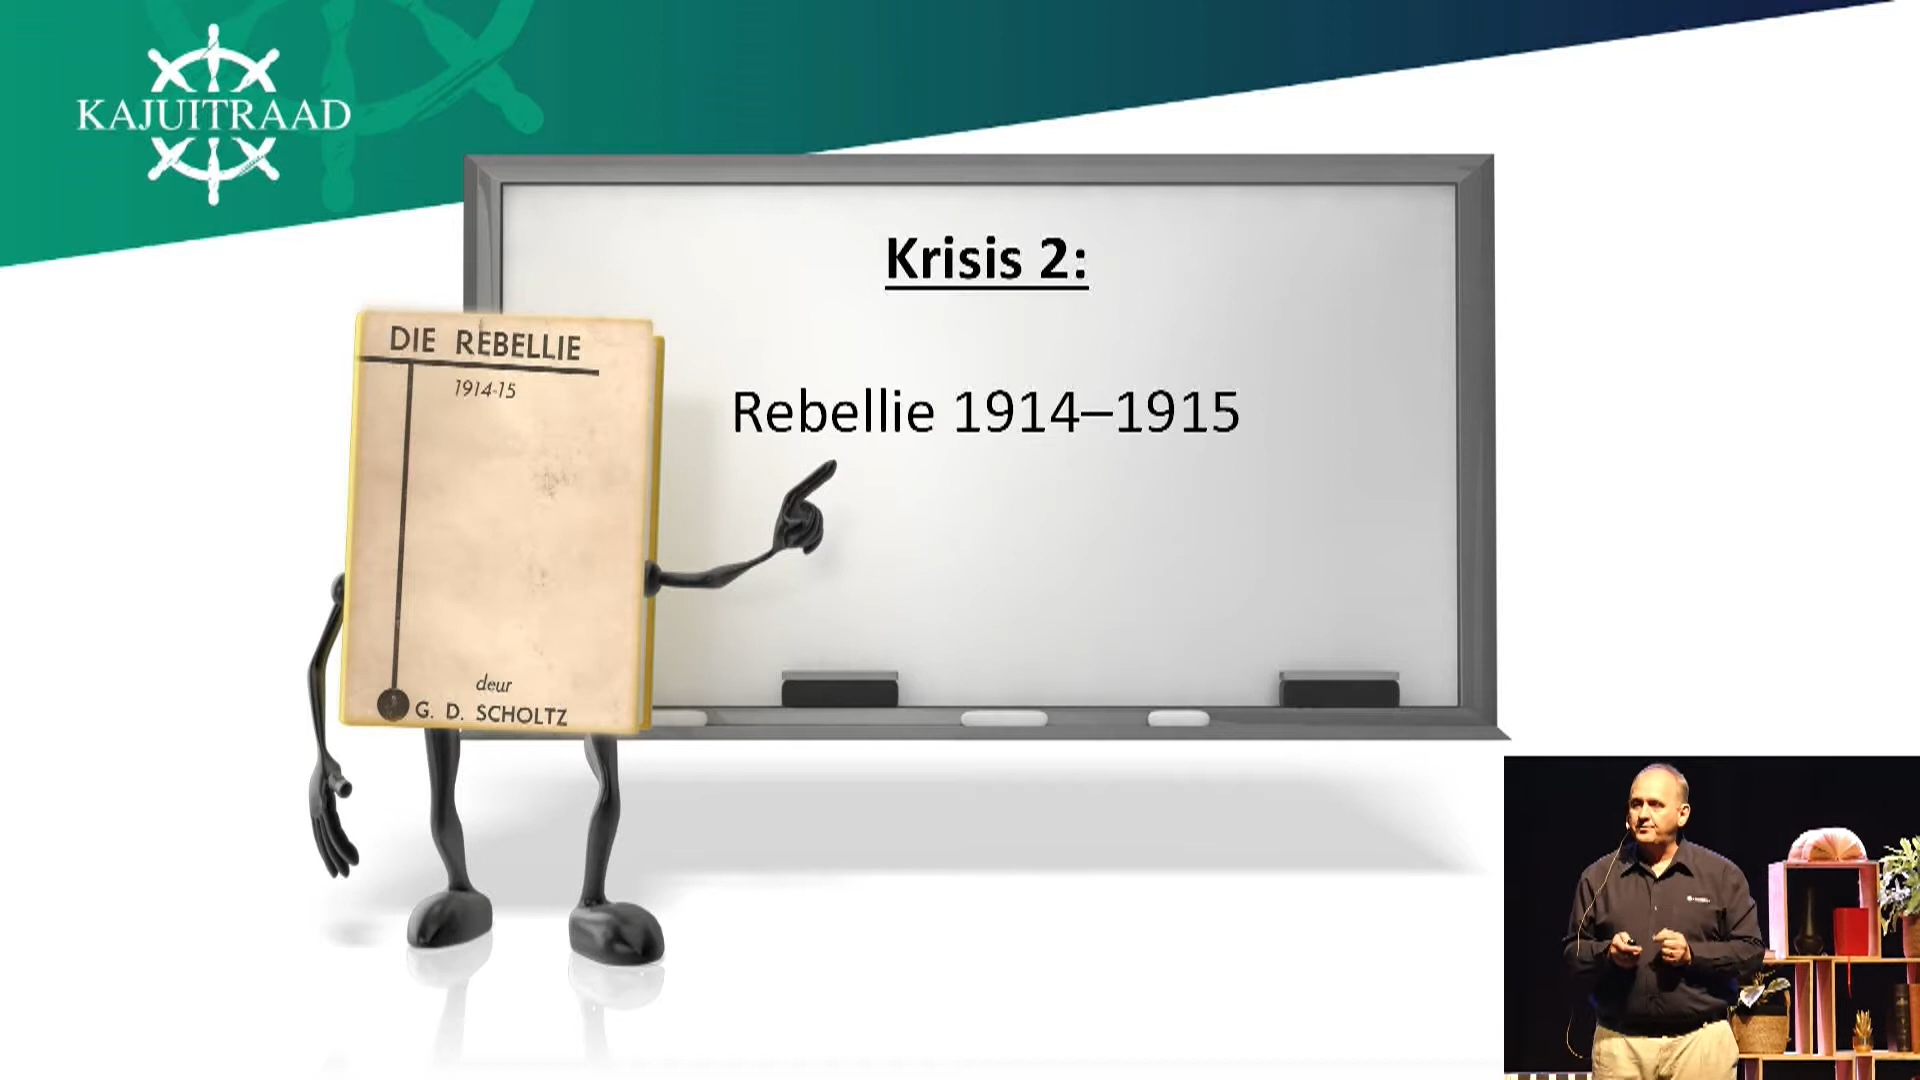 KAJUITRAAD
Krisis 2:
Rebellie 1914–1915
DIE REBELLIE
1914-15
deur
G. D. SCHOLTZ